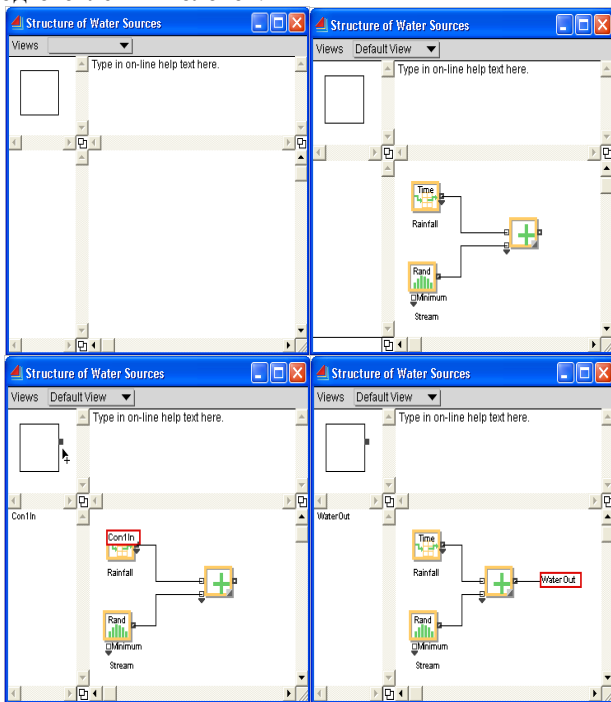 Structure of Water Sources
Views
Type in on-line help text here.
Structure of Water Sources
Views Default View
Type in on-line help text here.
Time
Rainfall
Rand
Minimum
Stream
Structure of Water Sources
Views Default View
Type in on-line help text here.
Con1In
Con1In
Rainfall
Rand
Minimum
Stream
Structure of Water Sources
Views Default View
Type in on-line help text here.
WaterOut
Time
Rainfall
WaterOut
Rand
Minimum
Stream